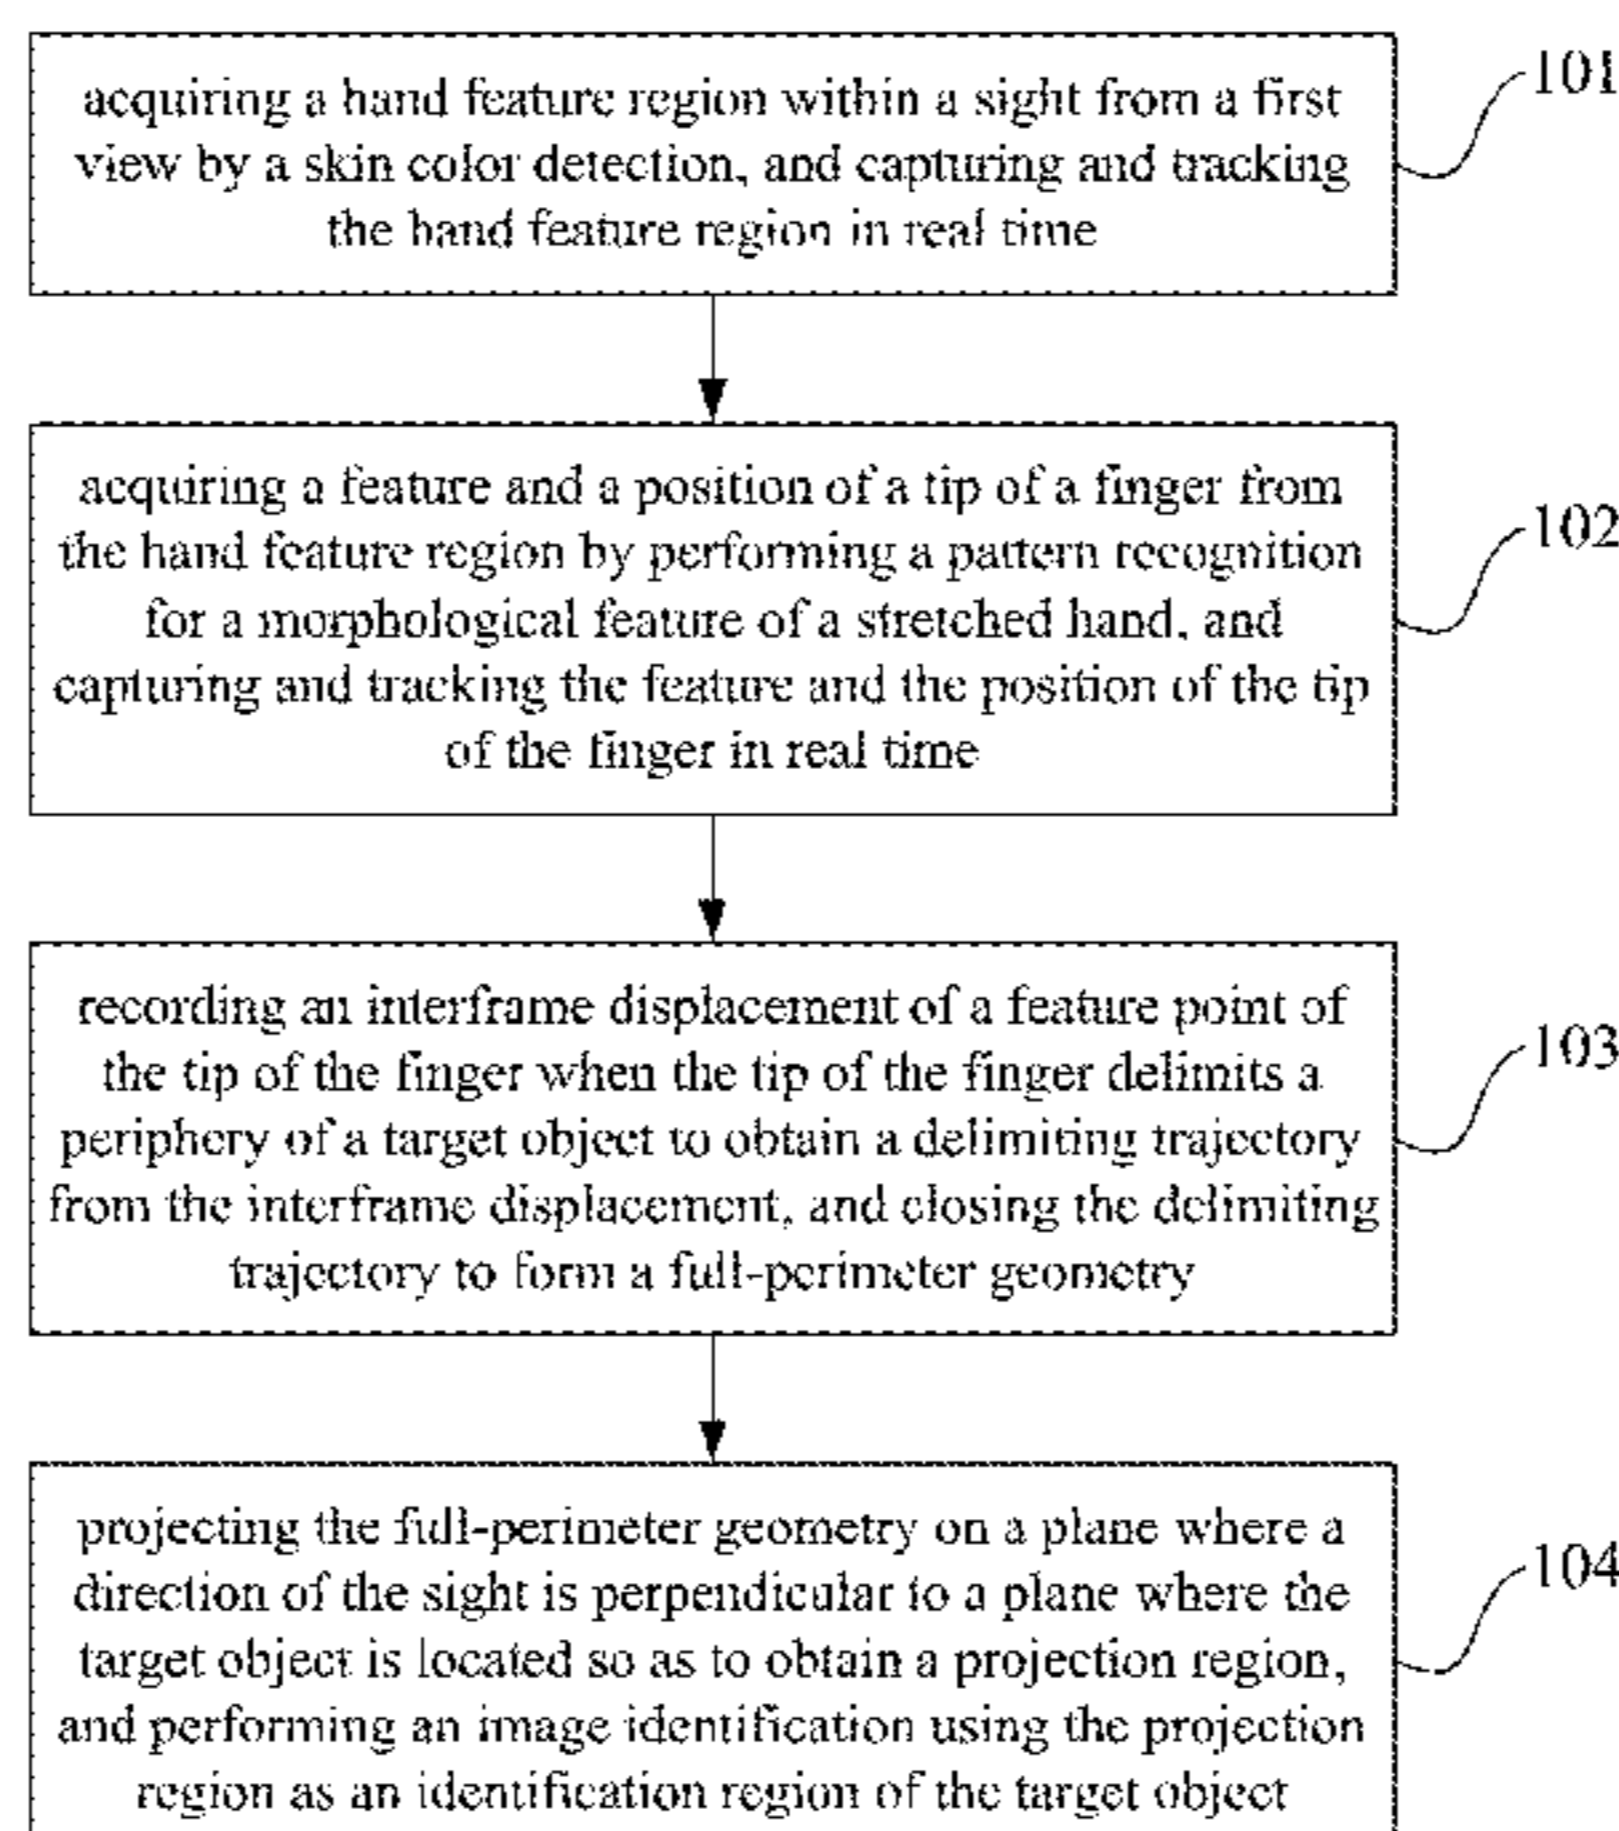 acquiring a hand feature region within a sight from a first
view by a skin color detection, and capturing and tracking
the hand feature region in real time
101
acquiring a feature and a position of a tip of a finger from
the hand feature region by performing a pattern recognition
for a morphological feature of a stretched hand, and
capturing and tracking the feature and the position of the tip
of the finger in real time
102
recording an interframe displacement of a feature point of
the tip of the finger when the tip of the finger delimits a
periphery of a target object to obtain a delimiting trajectory
from the interframe displacement, and closing the delimiting
trajectory to form a full-perimeter geometry
103
projecting the full-perimeter geometry on a plane where a
direction of the sight is perpendicular to a plane where the
target object is located so as to obtain a projection region,
and performing an image identification using the projection
region as an identification region of the target object
104